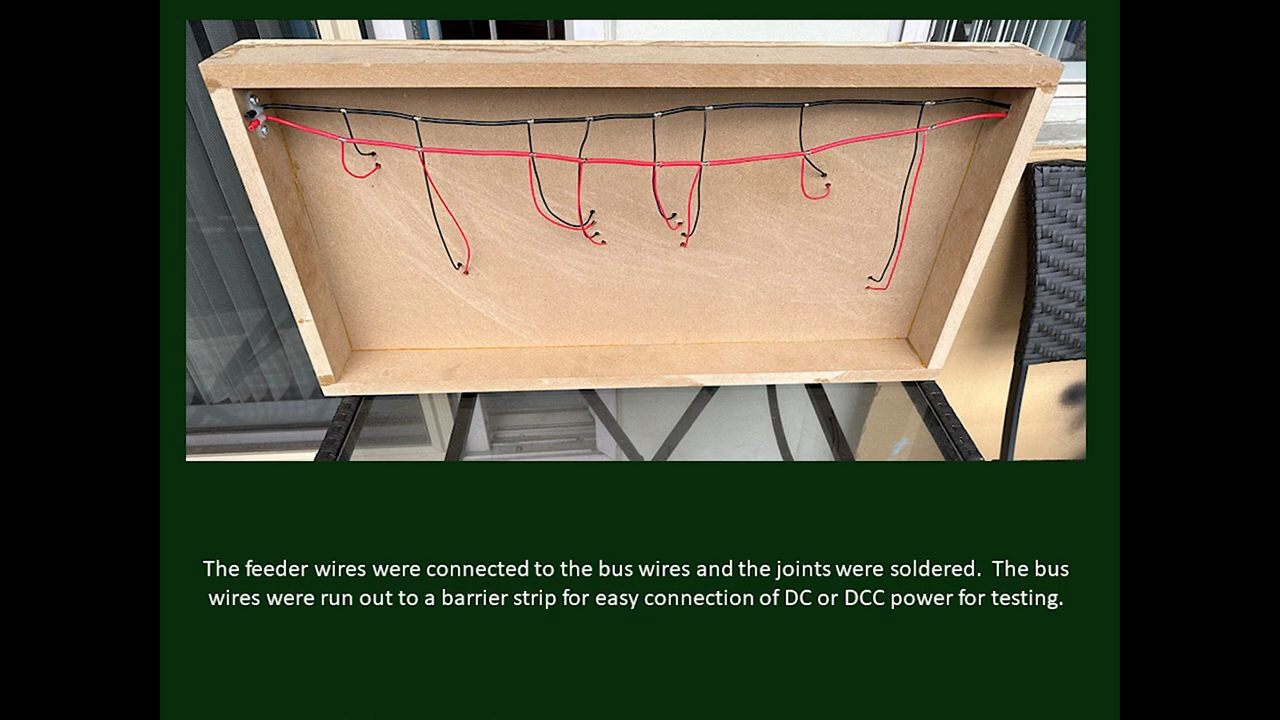 The feeder wires were connected to the bus wires and the joints were soldered.  The bus
wires were run out to a barrier strip for easy connection of DC or DCC power for testing.